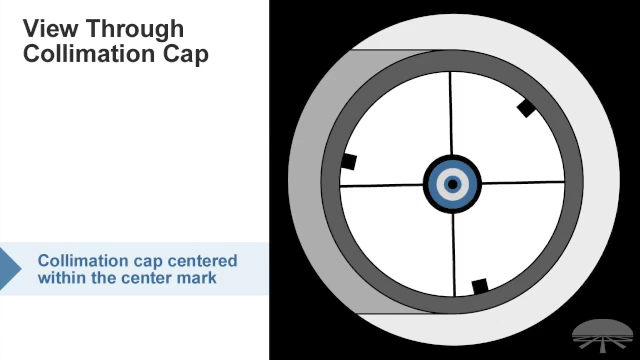 View Through
Collimation Cap
Collimation cap centered
within the center mark